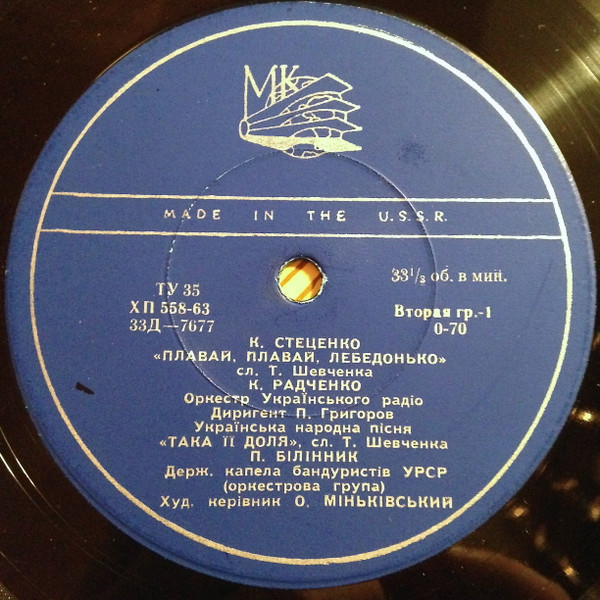 МК
MADE IN THE U.S.S.R.
ТУ 35
ХП 558-63
33Д—7677
33⅓ об. в мин.
Вторая гр.-1
0-70
К. СТЕЦЕНКО
«ПЛАВАЙ, ПЛАВАЙ, ЛЕБЕДОНЬКО»
сл. Т. Шевченка
К. РАДЧЕНКО
Оркестр Українського радіо
Диригент П. Григоров
Українська народна пісня
«ТАКА ЇЇ ДОЛЯ», сл. Т. Шевченка
П. БІЛІННИК
Держ. капела бандуристів УРСР
(оркестрова група)
Худ. керівник О. МІНЬКІВСЬКИЙ